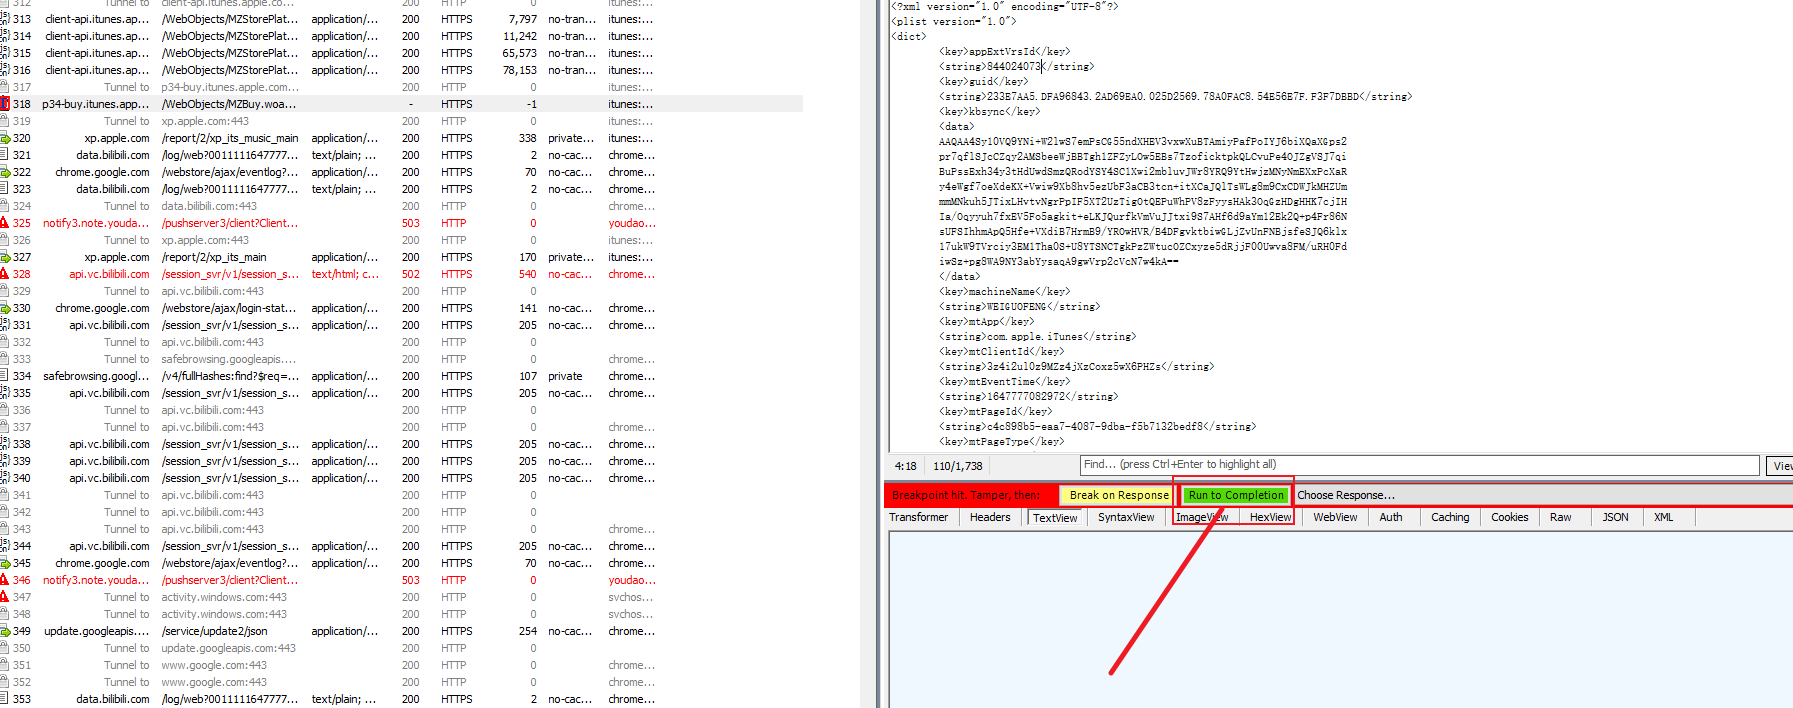 312 Tunnel to client-api.itunes.apple.co... 200 HTTP 0 itunes:...
313 client-api.itunes.ap... /WebObjects/MZStorePlat... application/... 200 HTTPS 7,797 no-tran... itunes:...
314 client-api.itunes.ap... /WebObjects/MZStorePlat... application/... 200 HTTPS 11,242 no-tran... itunes:...
315 client-api.itunes.ap... /WebObjects/MZStorePlat... application/... 200 HTTPS 65,573 no-tran... itunes:...
316 client-api.itunes.ap... /WebObjects/MZStorePlat... application/... 200 HTTPS 78,153 no-tran... itunes:...
317 Tunnel to p34-buy.itunes.apple.com... 200 HTTP 0 itunes:...
318 p34-buy.itunes.app... /WebObjects/MZBuy.woa... - HTTPS -1 itunes:...
319 Tunnel to xp.apple.com:443 200 HTTP 0 itunes:...
320 xp.apple.com /report/2/xp_its_music_main application/... 200 HTTPS 338 private... itunes:...
321 data.bilibili.com /log/web?0011111647777... text/plain; ... 200 HTTPS 2 no-cac... chrome...
322 chrome.google.com /webstore/ajax/eventlog?... application/... 200 HTTPS 70 no-cac... chrome...
323 data.bilibili.com /log/web?0011111647777... text/plain; ... 200 HTTPS 2 no-cac... chrome...
324 Tunnel to data.bilibili.com:443 200 HTTP 0 chrome...
325 notify3.note.youda... /pushserver3/client?Client... 503 HTTP 0 youdao...
326 Tunnel to xp.apple.com:443 200 HTTP 0 itunes:...
327 xp.apple.com /report/2/xp_its_main application/... 200 HTTPS 170 private... itunes:...
328 api.vc.bilibili.com /session_svr/v1/session_s... text/html; c... 502 HTTPS 540 no-cac... chrome...
329 Tunnel to api.vc.bilibili.com:443 200 HTTP 0 chrome...
330 chrome.google.com /webstore/ajax/login-stat... application/... 200 HTTPS 141 no-cac... chrome...
331 api.vc.bilibili.com /session_svr/v1/session_s... application/... 200 HTTPS 205 no-cac... chrome...
332 Tunnel to api.vc.bilibili.com:443 200 HTTP 0
333 Tunnel to safebrowsing.googleapis.... 200 HTTP 0 chrome...
334 safebrowsing.googl... /v4/fullHashes:find?$req=... application/... 200 HTTPS 107 private chrome...
335 api.vc.bilibili.com /session_svr/v1/session_s... application/... 200 HTTPS 205 no-cac... chrome...
336 Tunnel to api.vc.bilibili.com:443 200 HTTP 0
337 Tunnel to api.vc.bilibili.com:443 200 HTTP 0 chrome...
338 api.vc.bilibili.com /session_svr/v1/session_s... application/... 200 HTTPS 205 no-cac... chrome...
339 api.vc.bilibili.com /session_svr/v1/session_s... application/... 200 HTTPS 205 no-cac... chrome...
340 api.vc.bilibili.com /session_svr/v1/session_s... application/... 200 HTTPS 205 no-cac... chrome...
341 Tunnel to api.vc.bilibili.com:443 200 HTTP 0
342 Tunnel to api.vc.bilibili.com:443 200 HTTP 0
343 Tunnel to api.vc.bilibili.com:443 200 HTTP 0 chrome...
344 api.vc.bilibili.com /session_svr/v1/session_s... application/... 200 HTTPS 205 no-cac... chrome...
345 chrome.google.com /webstore/ajax/eventlog?... application/... 200 HTTPS 70 no-cac... chrome...
346 notify3.note.youda... /pushserver3/client?Client... 503 HTTP 0 youdao...
347 Tunnel to activity.windows.com:443 200 HTTP 0 svchos...
348 Tunnel to activity.windows.com:443 200 HTTP 0 svchos...
349 update.googleapis.... /service/update2/json application/... 200 HTTPS 254 no-cac... chrome...
350 Tunnel to update.googleapis.com:443 200 HTTP 0
351 Tunnel to www.google.com:443 200 HTTP 0 chrome...
352 Tunnel to www.google.com:443 200 HTTP 0 chrome...
353 data.bilibili.com /log/web?0011111647777... text/plain; ... 200 HTTPS 2 no-cac... chrome...
<?xml version="1.0" encoding="UTF-8"?>
<plist version="1.0">
<dict>
<key>appExtVrsId</key>
<string>844024073</string>
<key>guid</key>
<string>233E7AA5.DFA96843.2AD69EA0.025D2569.78A0FAC8.54E56E7F.F3F7DBBD</string>
<key>kbsync</key>
<data>
AAQAA4Sy10VQ9YNi+W2lwS7emPsCG55ndXHEV3vxwXuBTAmiyPafPoIYJ6biXQaXGps2
pr7qflSJcCZqy2AMSbeeWjBBTgh1ZFZyLOw5EBs7TzoficktpkQLCvuPe4OJZgVSJ7qi
BuPssExh34y3tHdUwdSmzQRodYSY4SC1Xwi2mbluvJWr8YRQ9YtHwjzMNyNmEXxPcXaR
y4eWgf7oeXdeKX+Vwiw9Xb8hv5ezUbF3aCB3tcn+itXCaJQlTsWLg8m9CxCDWJkMHZUm
mmMNkuh5JTixLHvtvNgrPpIF5XT2UzTigOtQEPuWhPV8zFyysHAk3OqGzHDgHHK7cjIH
Ia/Oqyyuh7fxEV5Fo5agkit+eLKJQurfkVmVuJJtxi9S7AHf6d9aYm12Ek2Q+p4Fr86N
sUFSIhhmApQ5Hfe+VXdiB7HrmB9/YROwHVR/B4DFgvktbiwGLjZvUnFNBjsfeSJQ6klx
17ukW9TVrciy3EM1Tha0S+U8YTSNCTgkPzZWtucOZCxyze5dRjjF00Uwva8FM/uRHOFd
iwSz+pg8WA9NY3abYysaqA9gwVrp2cVcN7w4kA==
</data>
<key>machineName</key>
<string>WEIGUOFENG</string>
<key>mtApp</key>
<string>com.apple.iTunes</string>
<key>mtClientId</key>
<string>3z4i2ul0z9MZz4jXzCoxz5wX6PHZs</string>
<key>mtEventTime</key>
<string>1647777082972</string>
<key>mtPageId</key>
<string>c4c898b5-eaa7-4087-9dba-f5b7132bedf8</string>
<key>mtPageType</key>
4:18 110/1,738 Find... (press Ctrl+Enter to highlight all) View
Breakpoint hit. Tamper, then: Break on Response Run to Completion Choose Response...
Transformer Headers TextView SyntaxView ImageView HexView WebView Auth Caching Cookies Raw JSON XML